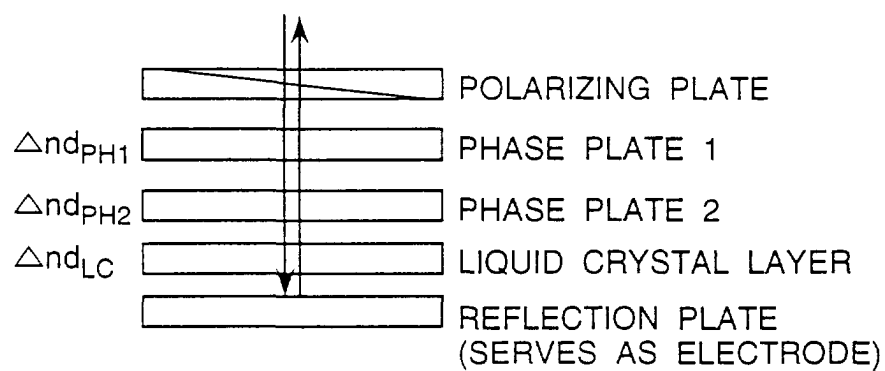 POLARIZING PLATE
△nd_PH1 PHASE PLATE 1
△nd_PH2 PHASE PLATE 2
△nd_LC LIQUID CRYSTAL LAYER
REFLECTION PLATE
(SERVES AS ELECTRODE)